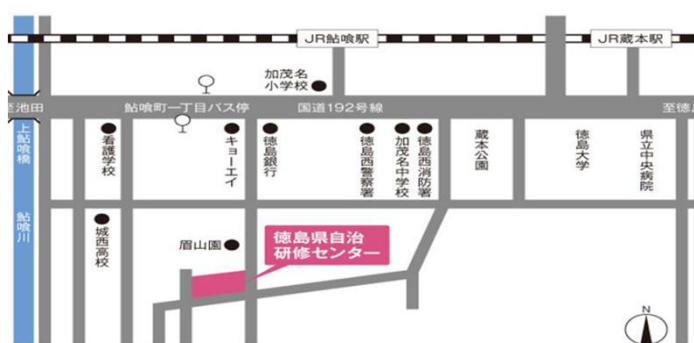 JR鮎喰駅
JR蔵本駅
加茂名
小学校
至池田
鮎喰町一丁目バス停
国道192号線
至徳島
上鮎喰橋
看護学校
キョーエイ
徳島銀行
徳島西警察署
加茂名中学校
徳島西消防署
蔵本公園
徳島大学
県立中央病院
鮎喰川
城西高校
眉山園
徳島県自治
研修センター
N